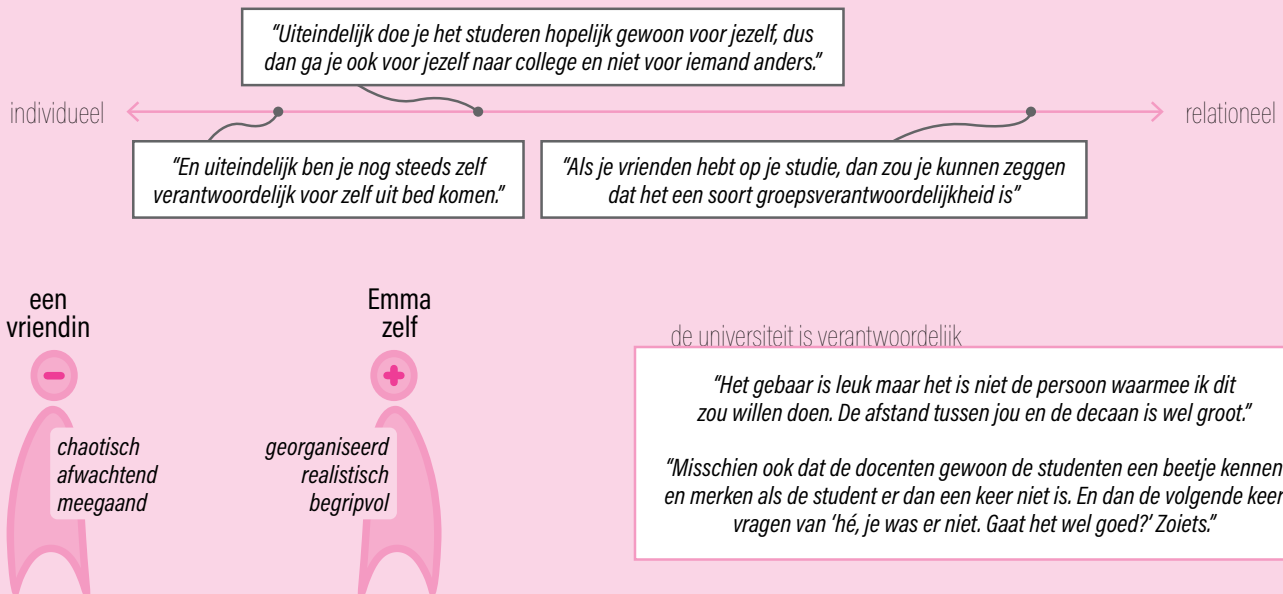 “Uiteindelijk doe je het studeren hopelijk gewoon voor jezelf, dus
dan ga je ook voor jezelf naar college en niet voor iemand anders.”
individueel
relationeel
“En uiteindelijk ben je nog steeds zelf
verantwoordelijk voor zelf uit bed komen.”
“Als je vrienden hebt op je studie, dan zou je kunnen zeggen
dat het een soort groepsverantwoordelijkheid is”
een
vriendin
chaotisch
afwachtend
meegaand
Emma
zelf
georganiseerd
realistisch
begripvol
de universiteit is verantwoordelijk
“Het gebaar is leuk maar het is niet de persoon waarmee ik dit
zou willen doen. De afstand tussen jou en de decaan is wel groot.”
“Misschien ook dat de docenten gewoon de studenten een beetje kennen
en merken als de student er dan een keer niet is. En dan de volgende keer
vragen van ‘hé, je was er niet. Gaat het wel goed?’ Zoiets.”